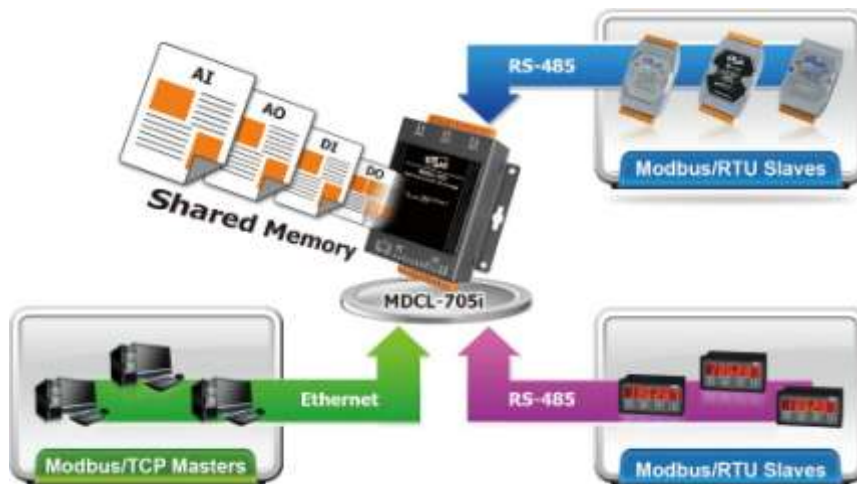 AI
AO
DI
DO
Shared Memory
RS-485
Modbus/RTU Slaves
MDCL-705i
Ethernet
Modbus/TCP Masters
RS-485
Modbus/RTU Slaves